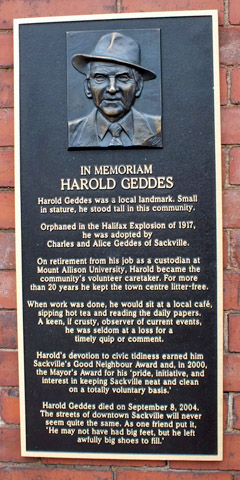 IN MEMORIAM
HAROLD GEDDES
Harold Geddes was a local landmark. Small
in stature, he stood tall in this community.
Orphaned in the Halifax Explosion of 1917,
he was adopted by
Charles and Alice Geddes of Sackville.
On retirement from his job as a custodian at
Mount Allison University, Harold became the
community's volunteer caretaker. For more
than 20 years he kept the town centre litter-free.
When work was done, he would sit at a local café,
sipping hot tea and reading the daily papers.
A keen, if crusty, observer of current events,
he was seldom at a loss for a
timely quip or comment.
Harold's devotion to civic tidiness earned him
Sackville's Good Neighbour Award and, in 2000,
the Mayor's Award for his 'pride, initiative, and
interest in keeping Sackville neat and clean
on a totally voluntary basis.'
Harold Geddes died on September 8, 2004.
The streets of downtown Sackville will never
seem quite the same. As one friend put it,
'He may not have had big feet, but he left
awfully big shoes to fill.'